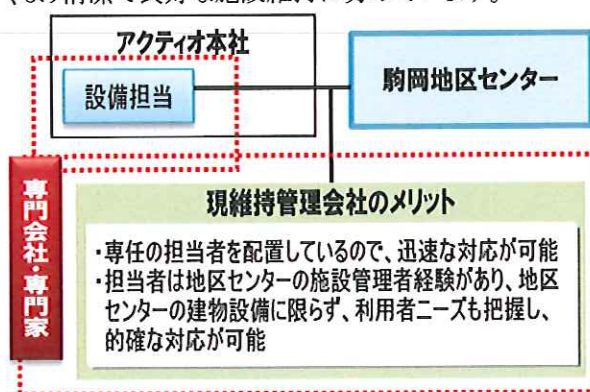 アクティオ本社
設備担当
駒岡地区センター
専門会社・専門家
現維持管理会社のメリット
・専任の担当者を配置しているので、迅速な対応が可能
・担当者は地区センターの施設管理者経験があり、地区
センターの建物設備に限らず、利用者ニーズも把握し、
的確な対応が可能